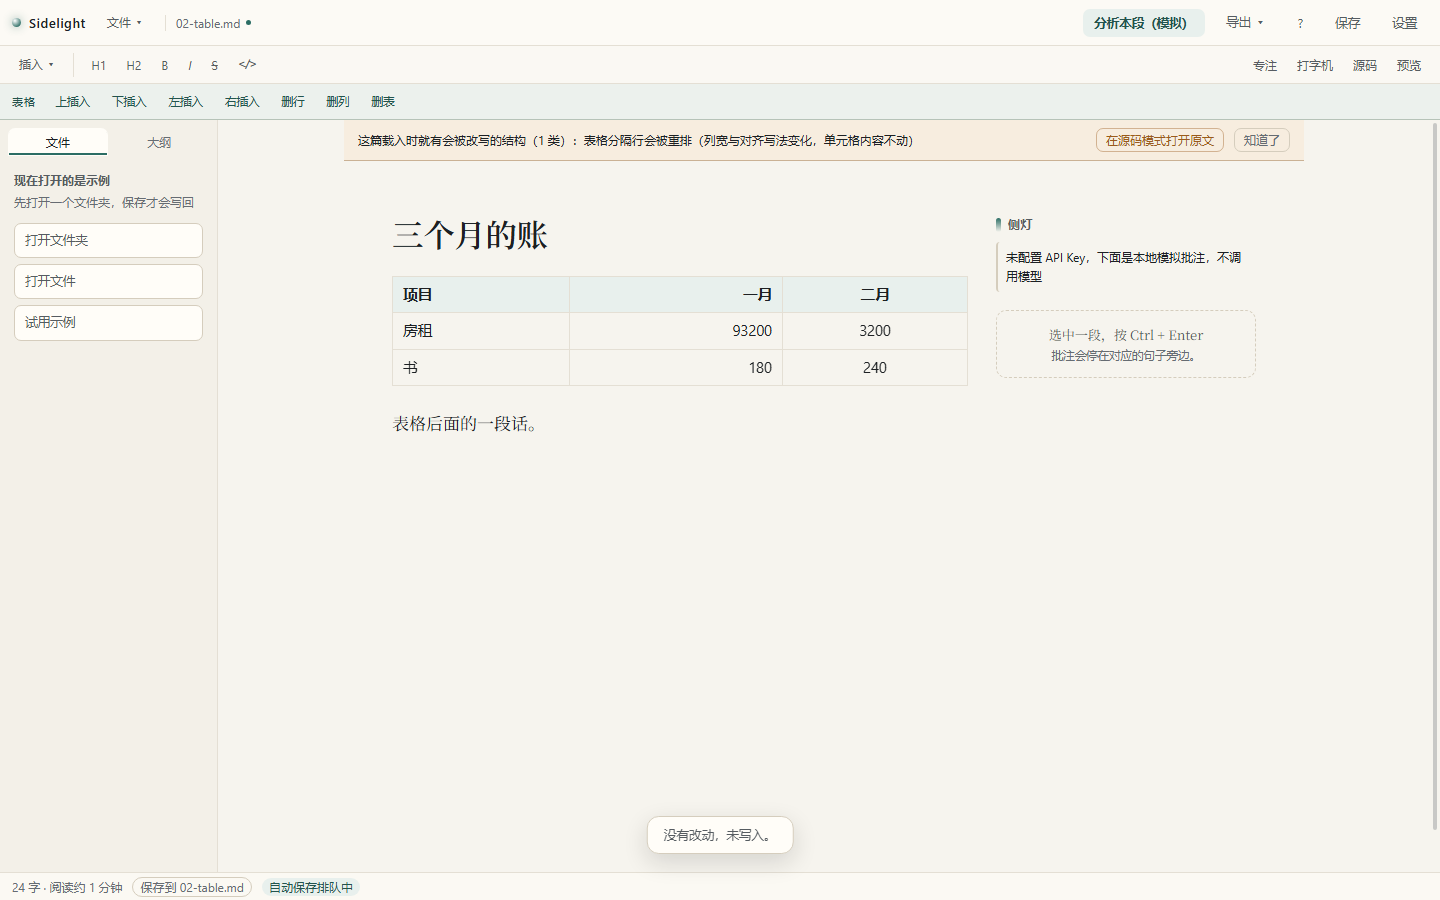 Sidelight 文件 02-table.md 分析本段（模拟） 导出 ? 保存 设置
插入 H1 H2 B I S </> 专注 打字机 源码 预览
表格 上插入 下插入 左插入 右插入 删行 删列 删表
文件 大纲
现在打开的是示例
先打开一个文件夹，保存才会写回
打开文件夹
打开文件
试用示例
这篇载入时就有会被改写的结构（1 类）：表格分隔行会被重排（列宽与对齐写法变化，单元格内容不动） 在源码模式打开原文 知道了
三个月的账
项目 一月 二月
房租 93200 3200
书 180 240
表格后面的一段话。
侧灯
未配置 API Key，下面是本地模拟批注，不调
用模型
选中一段，按 Ctrl + Enter
批注会停在对应的句子旁边。
没有改动，未写入。
24 字 · 阅读约 1 分钟 保存到 02-table.md 自动保存排队中